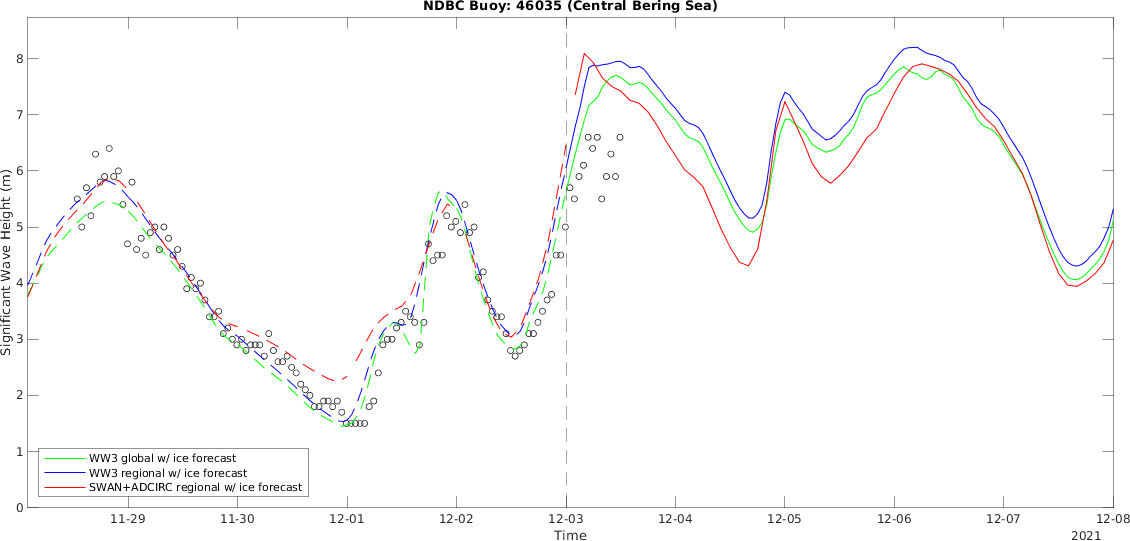 NDBC Buoy: 46035 (Central Bering Sea)
Significant Wave Height (m)
8
7
6
5
4
3
2
1
0
WW3 global w/ ice forecast
WW3 regional w/ ice forecast
SWAN+ADCIRC regional w/ ice forecast
11-29 11-30 12-01 12-02 12-03 12-04 12-05 12-06 12-07 12-08
Time
2021